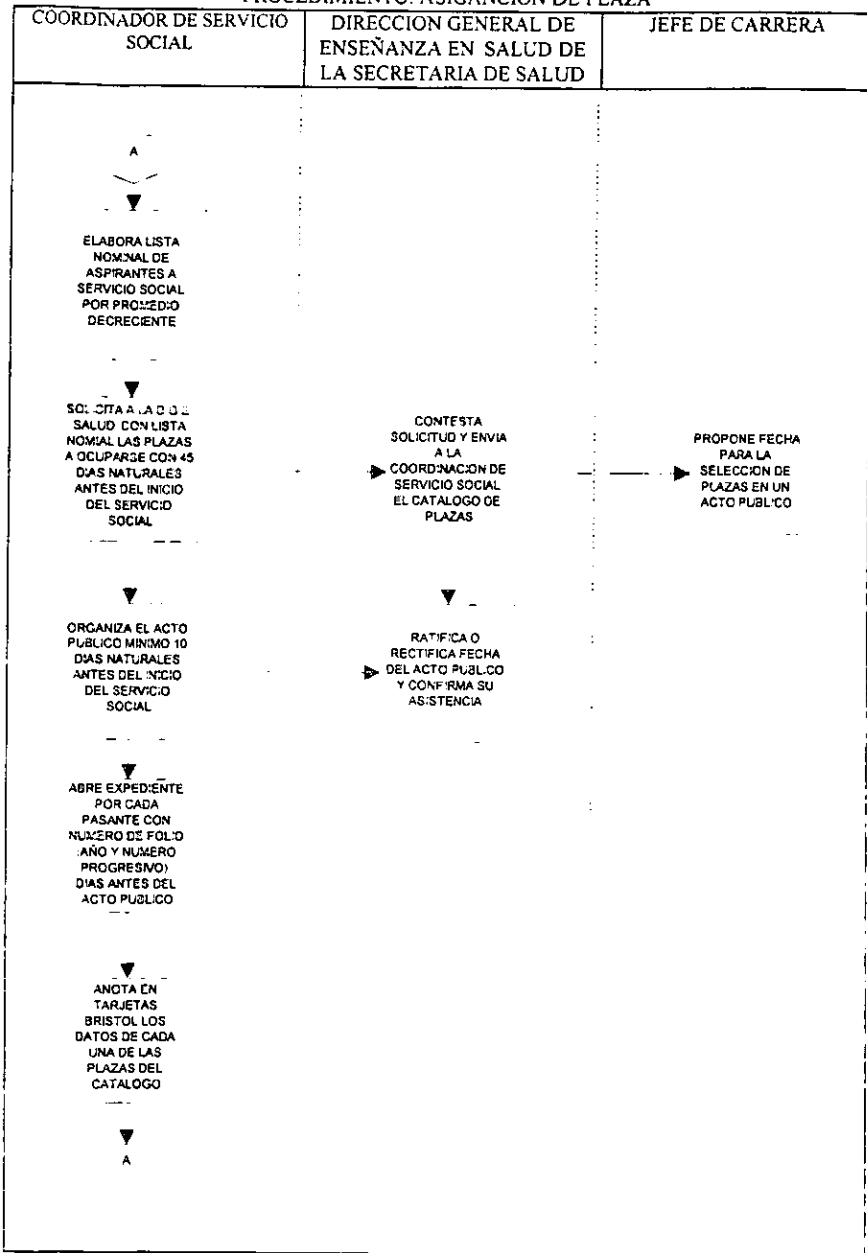 PROCEDIMIENTO: ASIGANCION DE PLAZA
COORDINADOR DE SERVICIO
SOCIAL
DIRECCION GENERAL DE
ENSEÑANZA EN SALUD DE
LA SECRETARIA DE SALUD
JEFE DE CARRERA
A
ELABORA LISTA
NOMINAL DE
ASPIRANTES A
SERVICIO SOCIAL
POR PROMEDIO
DECRECIENTE
SOLICITA A LA
SALUD CON LISTA
NOMIAL LAS PLAZAS
A OCUPARSE CON 45
DIAS NATURALES
ANTES DEL INICIO
DEL SERVICIO
SOCIAL
CONTESTA
SOLICITUD Y ENVIA
A LA
COORDINACION DE
SERVICIO SOCIAL
EL CATALOGO DE
PLAZAS
PROPONE FECHA
PARA LA
SELECCION DE
PLAZAS EN UN
ACTO PUBLICO
ORGANIZA EL ACTO
PUBLICO MINIMO 10
DIAS NATURALES
ANTES DEL INICIO
DEL SERVICIO
SOCIAL
RATIFICA O
RECTIFICA FECHA
DEL ACTO PUBLICO
Y CONFIRMA SU
ASISTENCIA
ABRE EXPEDIENTE
POR CADA
PASANTE CON
NUMERO DE FOLIO
(AÑO Y NUMERO
PROGRESIVO)
DIAS ANTES DEL
ACTO PUBLICO
ANOTA EN
TARJETAS
BRISTOL LOS
DATOS DE CADA
UNA DE LAS
PLAZAS DEL
CATALOGO
A